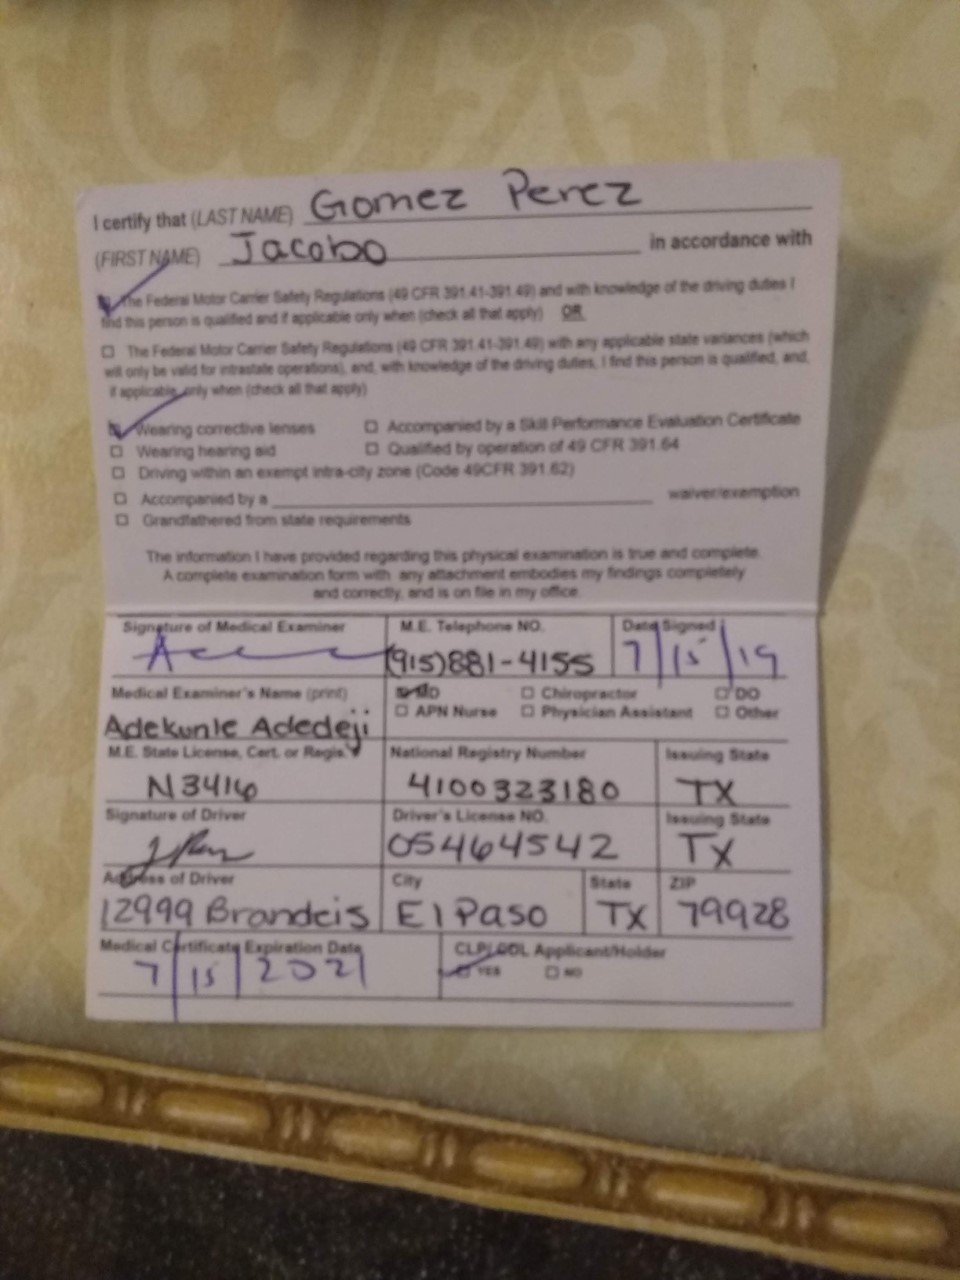 I certify that (LAST NAME) Gomez Perez
(FIRST NAME) Jacobo in accordance with
The Federal Motor Carrier Safety Regulations (49 CFR 391.41-391.49) and with knowledge of the driving duties I
find this person is qualified and if applicable only when (check all that apply) OR
The Federal Motor Carrier Safety Regulations (49 CFR 391.41-391.49) with any applicable state variances (which
will only be valid for intrastate operations), and, with knowledge of the driving duties, I find this person is qualified, and,
if applicable, only when (check all that apply)
Wearing corrective lenses Accompanied by a Skill Performance Evaluation Certificate
Wearing hearing aid Qualified by operation of 49 CFR 391.64
Driving within an exempt intra-city zone (Code 49CFR 391.62)
Accompanied by a waiver/exemption
Grandfathered from state requirements
The information I have provided regarding this physical examination is true and complete.
A complete examination form with any attachment embodies my findings completely
and correctly, and is on file in my office.
Signature of Medical Examiner M.E. Telephone NO. Date Signed
(915)881-4155 7/15/19
Medical Examiner's Name (print) MD Chiropractor DO
APN Nurse Physician Assistant Other
Adekunle Adedeji
M.E. State License, Cert. or Regis. National Registry Number Issuing State
N3416 4100323180 TX
Signature of Driver Driver's License NO. Issuing State
05464542 TX
Address of Driver City State ZIP
12999 Brandeis El Paso TX 79928
Medical Certificate Expiration Date CLP/CDL Applicant/Holder
7/15/2021 YES NO